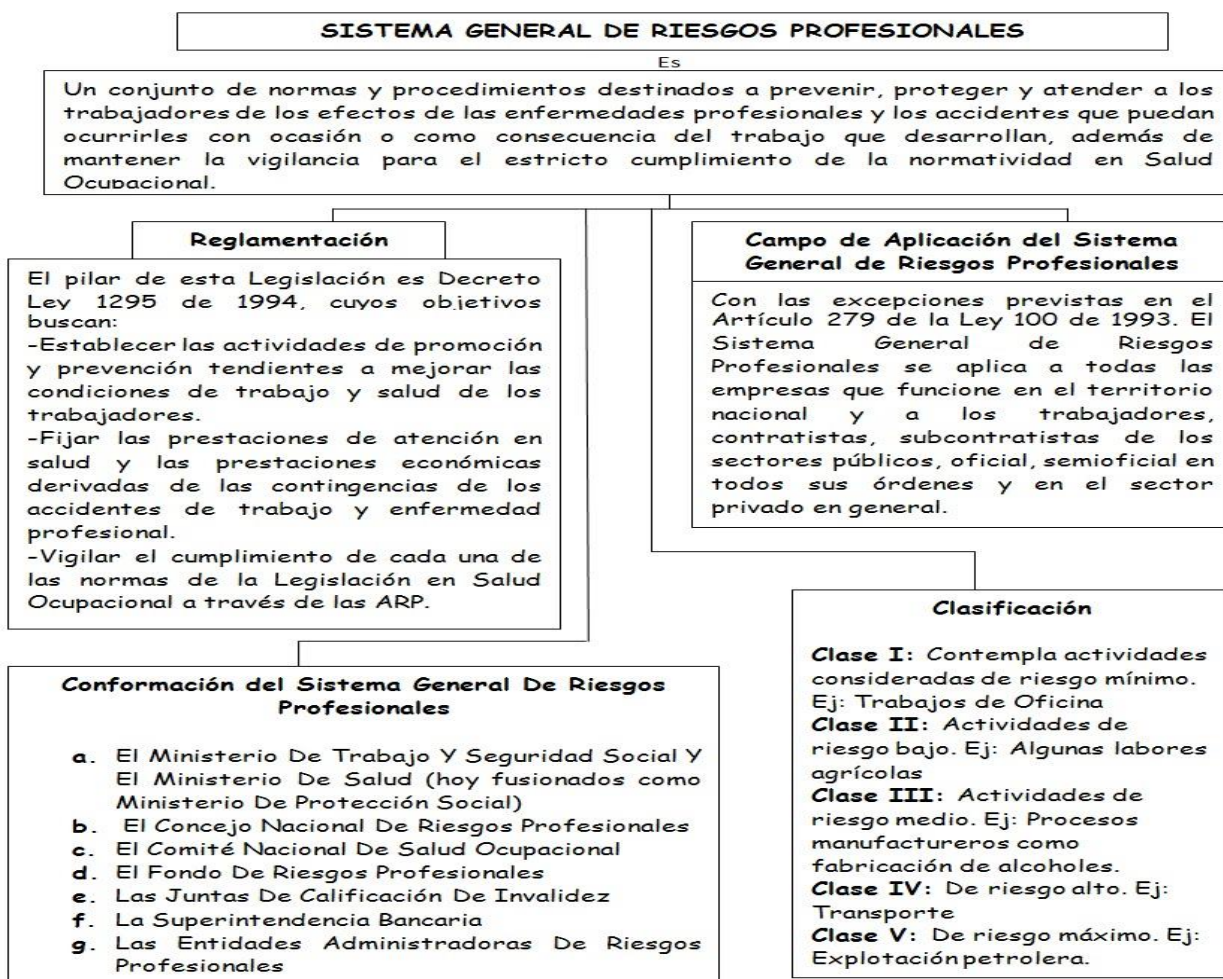 SISTEMA GENERAL DE RIESGOS PROFESIONALES
Es
Un conjunto de normas y procedimientos destinados a prevenir, proteger y atender a los
trabajadores de los efectos de las enfermedades profesionales y los accidentes que puedan
ocurrirles con ocasión o como consecuencia del trabajo que desarrollan, además de
mantener la vigilancia para el estricto cumplimiento de la normatividad en Salud
Ocupacional.
Reglamentación
El pilar de esta Legislación es Decreto
Ley 1295 de 1994, cuyos objetivos
buscan:
-Establecer las actividades de promoción
y prevención tendientes a mejorar las
condiciones de trabajo y salud de los
trabajadores.
-Fijar las prestaciones de atención en
salud y las prestaciones económicas
derivadas de las contingencias de los
accidentes de trabajo y enfermedad
profesional.
-Vigilar el cumplimiento de cada una de
las normas de la Legislación en Salud
Ocupacional a través de las ARP.
Campo de Aplicación del Sistema
General de Riesgos Profesionales
Con las excepciones previstas en el
Artículo 279 de la Ley 100 de 1993. El
Sistema General de Riesgos
Profesionales se aplica a todas las
empresas que funcione en el territorio
nacional y a los trabajadores,
contratistas, subcontratistas de los
sectores públicos, oficial, semioficial en
todos sus órdenes y en el sector
privado en general.
Conformación del Sistema General De Riesgos
Profesionales
a. El Ministerio De Trabajo Y Seguridad Social Y
El Ministerio De Salud (hoy fusionados como
Ministerio De Protección Social)
b. El Concejo Nacional De Riesgos Profesionales
c. El Comité Nacional De Salud Ocupacional
d. El Fondo De Riesgos Profesionales
e. Las Juntas De Calificación De Invalidez
f. La Superintendencia Bancaria
g. Las Entidades Administradoras De Riesgos
Profesionales
Clasificación
Clase I: Contempla actividades
consideradas de riesgo mínimo.
Ej: Trabajos de Oficina
Clase II: Actividades de
riesgo bajo. Ej: Algunas labores
agrícolas
Clase III: Actividades de
riesgo medio. Ej: Procesos
manufactureros como
fabricación de alcoholes.
Clase IV: De riesgo alto. Ej:
Transporte
Clase V: De riesgo máximo. Ej:
Explotación petrolera.